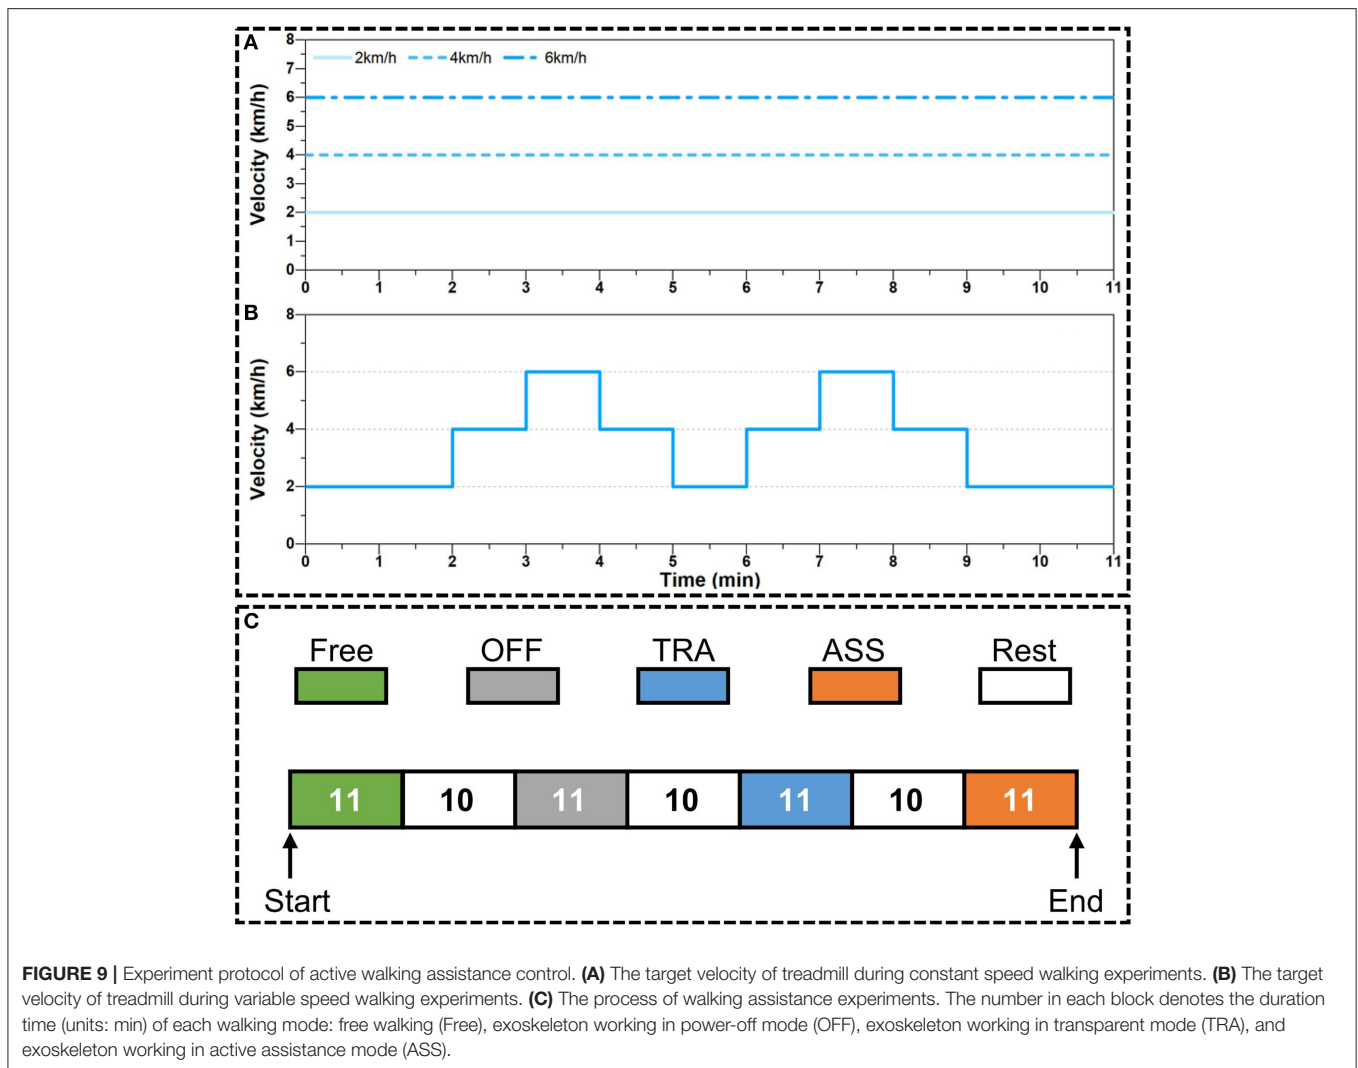 A
8
7
6
5
4
3
2
1
0
Velocity (km/h)
2km/h 4km/h 6km/h
0 1 2 3 4 5 6 7 8 9 10 11
B
8
6
4
2
0
Velocity (km/h)
0 1 2 3 4 5 6 7 8 9 10 11
Time (min)
C
Free OFF TRA ASS Rest
11 10 11 10 11 10 11
Start End
FIGURE 9 | Experiment protocol of active walking assistance control. (A) The target velocity of treadmill during constant speed walking experiments. (B) The target
velocity of treadmill during variable speed walking experiments. (C) The process of walking assistance experiments. The number in each block denotes the duration
time (units: min) of each walking mode: free walking (Free), exoskeleton working in power-off mode (OFF), exoskeleton working in transparent mode (TRA), and
exoskeleton working in active assistance mode (ASS).